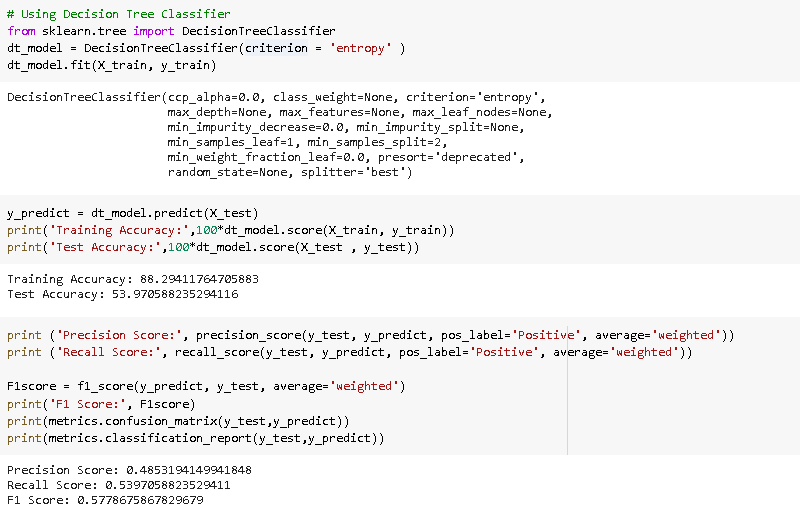 # Using Decision Tree Classifier
from sklearn.tree import DecisionTreeClassifier
dt_model = DecisionTreeClassifier(criterion = 'entropy' )
dt_model.fit(X_train, y_train)
DecisionTreeClassifier(ccp_alpha=0.0, class_weight=None, criterion='entropy',
max_depth=None, max_features=None, max_leaf_nodes=None,
min_impurity_decrease=0.0, min_impurity_split=None,
min_samples_leaf=1, min_samples_split=2,
min_weight_fraction_leaf=0.0, presort='deprecated',
random_state=None, splitter='best')
y_predict = dt_model.predict(X_test)
print('Training Accuracy:',100*dt_model.score(X_train, y_train))
print('Test Accuracy:',100*dt_model.score(X_test , y_test))
Training Accuracy: 88.29411764705883
Test Accuracy: 53.970588235294116
print ('Precision Score:', precision_score(y_test, y_predict, pos_label='Positive', average='weighted'))
print ('Recall Score:', recall_score(y_test, y_predict, pos_label='Positive', average='weighted'))
F1score = f1_score(y_predict, y_test, average='weighted')
print('F1 Score:', F1score)
print(metrics.confusion_matrix(y_test,y_predict))
print(metrics.classification_report(y_test,y_predict))
Precision Score: 0.4853194149941848
Recall Score: 0.5397058823529411
F1 Score: 0.5778675867829679